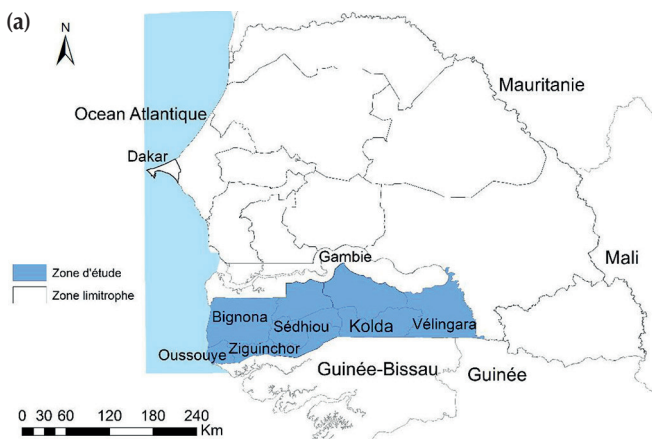 (a)
N
Mauritanie
Ocean Atlantique
Dakar
Mali
Gambie
Zone d'étude
Zone limitrophe
Bignona
Sédhiou
Kolda
Vélingara
Oussouye
Ziguinchor
Guinée-Bissau
Guinée
0 30 60 120 180 240
Km